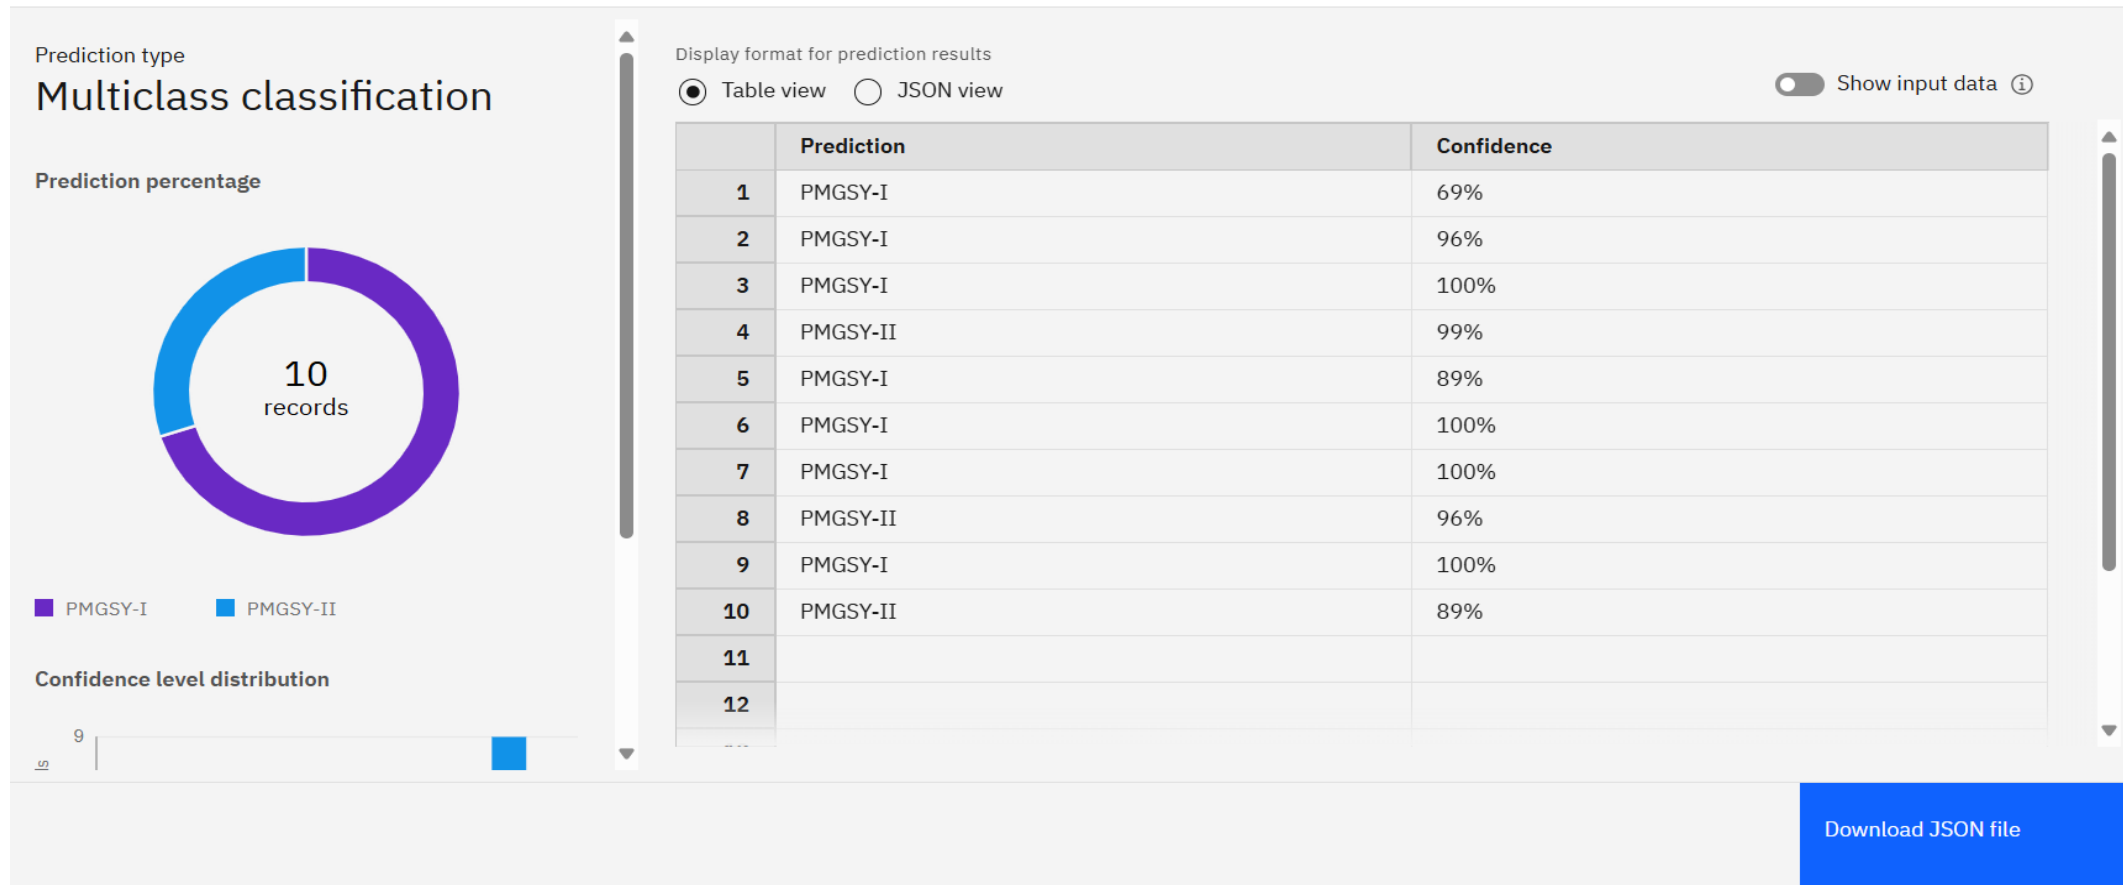 Prediction type
Multiclass classification
Prediction percentage
10
records
PMGSY-I PMGSY-II
Confidence level distribution
9
Display format for prediction results
Table view JSON view
Show input data
Prediction Confidence
1 PMGSY-I 69%
2 PMGSY-I 96%
3 PMGSY-I 100%
4 PMGSY-II 99%
5 PMGSY-I 89%
6 PMGSY-I 100%
7 PMGSY-I 100%
8 PMGSY-II 96%
9 PMGSY-I 100%
10 PMGSY-II 89%
11
12
Download JSON file